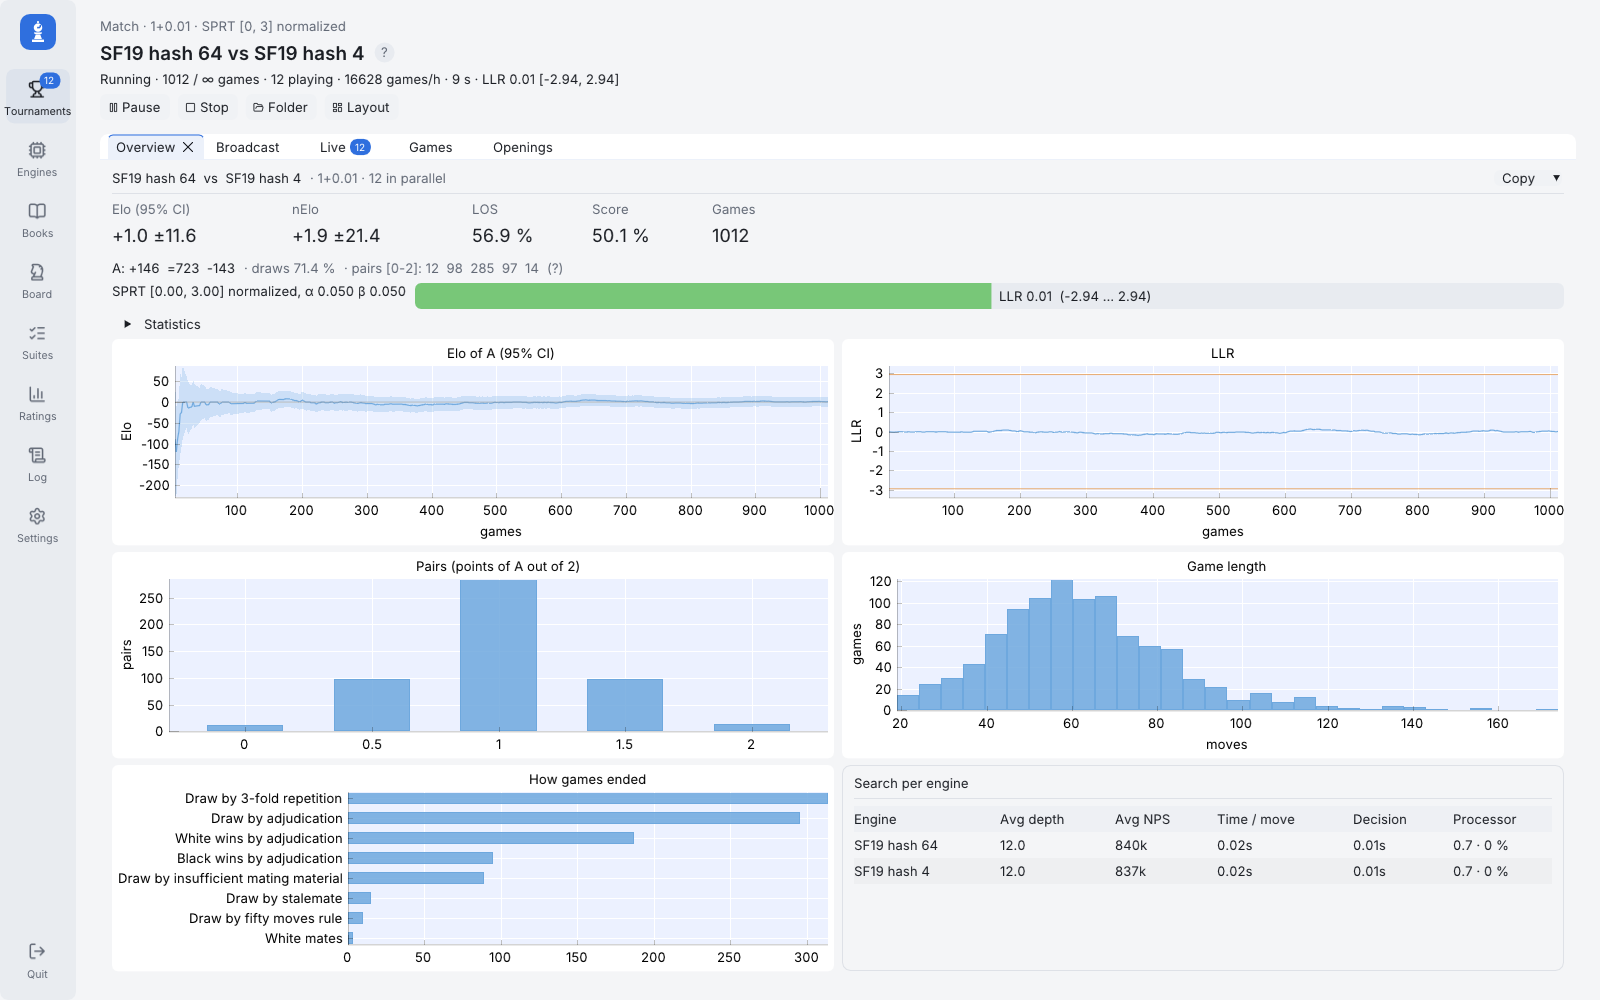 Match · 1+0.01 · SPRT [0, 3] normalized
SF19 hash 64 vs SF19 hash 4 ?
Running · 1012 / ∞ games · 12 playing · 16628 games/h · 9 s · LLR 0.01 [-2.94, 2.94]
Pause Stop Folder Layout
12
Tournaments
Engines
Books
Board
Suites
Ratings
Log
Settings
Quit
Overview Broadcast Live 12 Games Openings
SF19 hash 64 vs SF19 hash 4 · 1+0.01 · 12 in parallel Copy ▼
Elo (95% CI) nElo LOS Score Games
+1.0 ±11.6 +1.9 ±21.4 56.9 % 50.1 % 1012
A: +146 =723 -143 · draws 71.4 % · pairs [0-2]: 12 98 285 97 14 (?)
SPRT [0.00, 3.00] normalized, α 0.050 β 0.050 LLR 0.01 (-2.94 ... 2.94)
Statistics
Elo of A (95% CI)
Elo
50
0
-50
-100
-150
-200
100 200 300 400 500 600 700 800 900 1000
games
LLR
LLR
3
2
1
0
-1
-2
-3
100 200 300 400 500 600 700 800 900 1000
games
Pairs (points of A out of 2)
pairs
250
200
150
100
50
0
0 0.5 1 1.5 2
Game length
games
120
100
80
60
40
20
0
20 40 60 80 100 120 140 160
moves
How games ended
Draw by 3-fold repetition
Draw by adjudication
White wins by adjudication
Black wins by adjudication
Draw by insufficient mating material
Draw by stalemate
Draw by fifty moves rule
White mates
0 50 100 150 200 250 300
Search per engine
Engine Avg depth Avg NPS Time / move Decision Processor
SF19 hash 64 12.0 840k 0.02s 0.01s 0.7 · 0 %
SF19 hash 4 12.0 837k 0.02s 0.01s 0.7 · 0 %